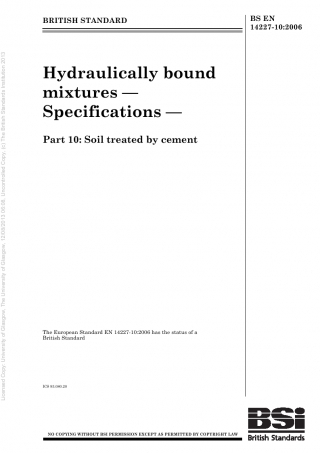 BRITISH STANDARD
BS EN
14227-10:2006
Hydraulically bound
mixtures —
Specifications —
Part 10: Soil treated by cement
The European Standard EN 14227-10:2006 has the status of a
British Standard
NO COPYING WITHOUT BSI PERMISSION EXCEPT AS PERMITTED BY COPYRIGHT LAW
BSi
British Standards